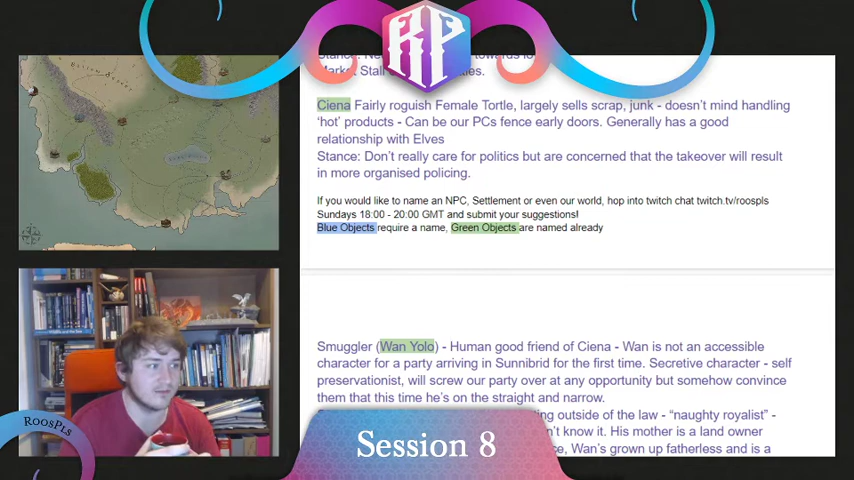 RP
Market Stall
Ciena Fairly roguish Female Tortle, largely sells scrap, junk - doesn't mind handling
'hot' products - Can be our PCs fence early doors. Generally has a good
relationship with Elves
Stance: Don't really care for politics but are concerned that the takeover will result
in more organised policing.
If you would like to name an NPC, Settlement or even our world, hop into twitch chat twitch.tv/roospls
Sundays 18:00 - 20:00 GMT and submit your suggestions!
Blue Objects require a name, Green Objects are named already
Smuggler (Wan Yolo) - Human good friend of Ciena - Wan is not an accessible
character for a party arriving in Sunnibrid for the first time. Secretive character - self
preservationist, will screw our party over at any opportunity but somehow convince
them that this time he's on the straight and narrow.
outside of the law - "naughty royalist" -
know it. His mother is a land owner
Wan's grown up fatherless and is a
RoosPls
Session 8